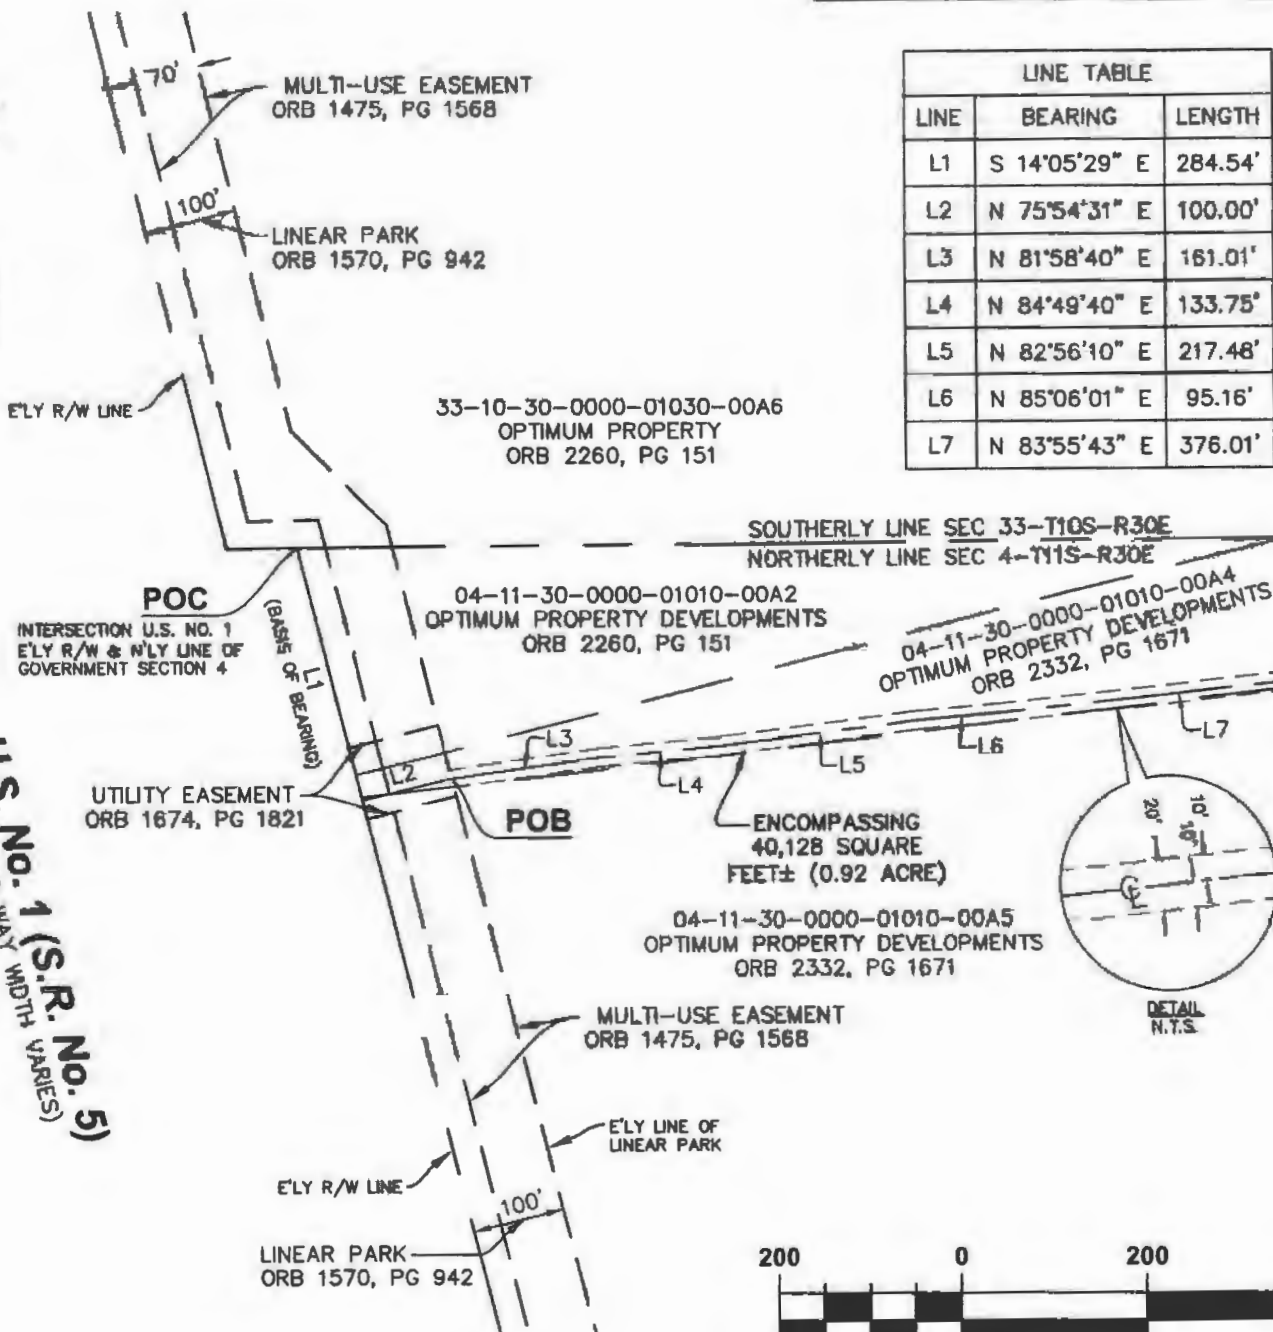 70'
MULTI-USE EASEMENT
ORB 1475, PG 1568
100'
LINEAR PARK
ORB 1570, PG 942
LINE TABLE
LINE BEARING LENGTH
L1 S 14°05'29" E 284.54'
L2 N 75°54'31" E 100.00'
L3 N 81°58'40" E 161.01'
L4 N 84°49'40" E 133.75'
L5 N 82°56'10" E 217.48'
L6 N 85°06'01" E 95.16'
L7 N 83°55'43" E 376.01'
E'LY R/W LINE
33-10-30-0000-01030-00A6
OPTIMUM PROPERTY
ORB 2260, PG 151
SOUTHERLY LINE SEC 33-T10S-R30E
NORTHERLY LINE SEC 4-T11S-R30E
POC
INTERSECTION U.S. NO. 1
E'LY R/W & N'LY LINE OF
GOVERNMENT SECTION 4
04-11-30-0000-01010-00A2
OPTIMUM PROPERTY DEVELOPMENTS
ORB 2260, PG 151
04-11-30-0000-01010-00A4
OPTIMUM PROPERTY DEVELOPMENTS
ORB 2332, PG 1671
L1
(BASIS OF BEARING)
L2
L3
L4
L5
L6
L7
UTILITY EASEMENT
ORB 1674, PG 1821
POB
ENCOMPASSING
40,128 SQUARE
FEET± (0.92 ACRE)
20'
10'
10'
DETAIL
N.T.S.
04-11-30-0000-01010-00A5
OPTIMUM PROPERTY DEVELOPMENTS
ORB 2332, PG 1671
U.S. No. 1 (S.R. No. 5)
WAY WIDTH VARIES)
MULTI-USE EASEMENT
ORB 1475, PG 1568
E'LY LINE OF
LINEAR PARK
E'LY R/W LINE
100'
LINEAR PARK
ORB 1570, PG 942
200 0 200